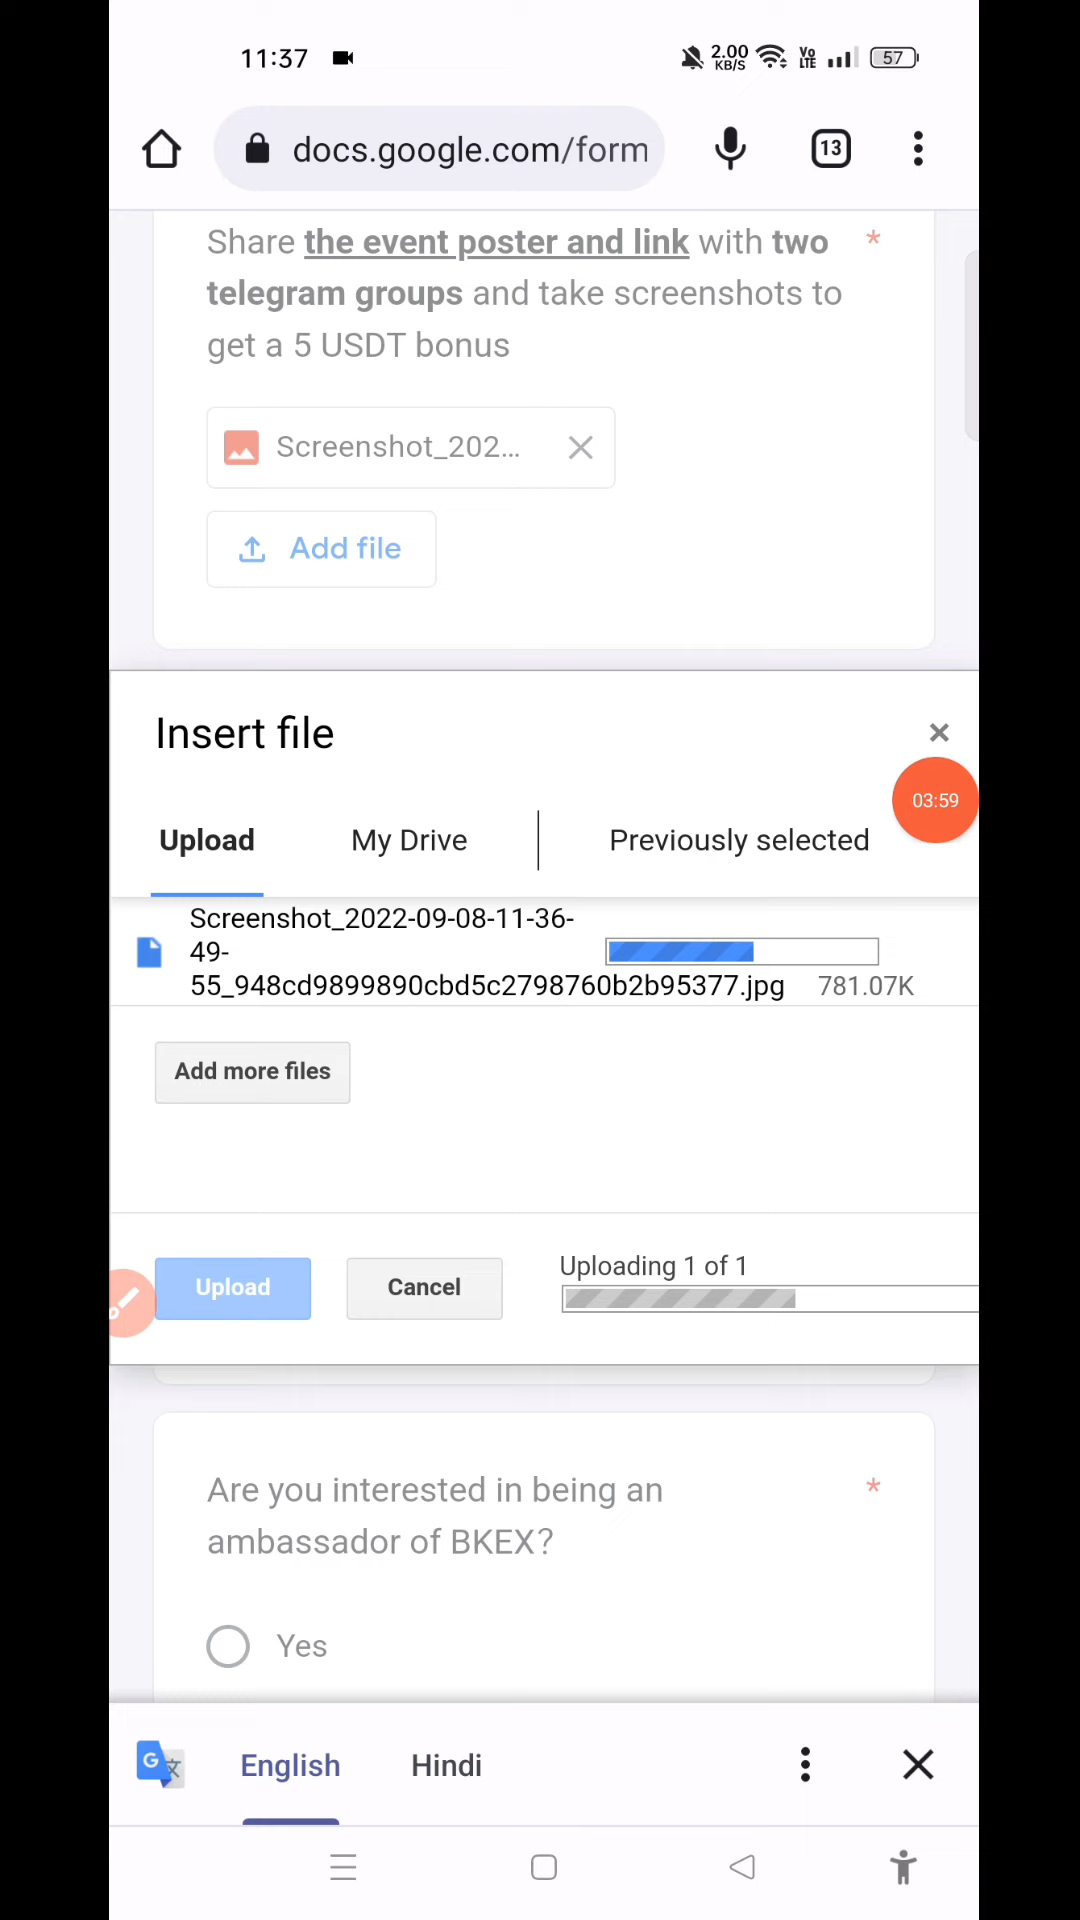 11:37
2.00
KB/S
Vo
LTE
57
docs.google.com/form
13
Share the event poster and link with two *
telegram groups and take screenshots to
get a 5 USDT bonus
Screenshot_202...
Add file
Insert file
03:59
Upload My Drive Previously selected
Screenshot_2022-09-08-11-36-
49-
55_948cd9899890cbd5c2798760b2b95377.jpg 781.07K
Add more files
Uploading 1 of 1
Upload Cancel
Are you interested in being an *
ambassador of BKEX?
Yes
G 文
English Hindi